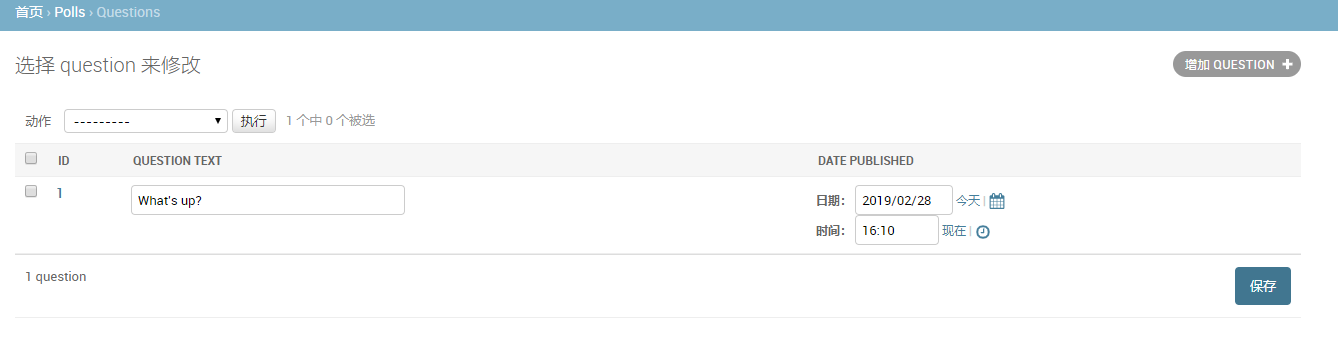 首页 › Polls › Questions
选择 question 来修改
增加 QUESTION +
动作 --------- 执行 1 个中 0 个被选
ID QUESTION TEXT DATE PUBLISHED
1 What's up? 日期: 2019/02/28 今天 |
时间: 16:10 现在 |
1 question
保存